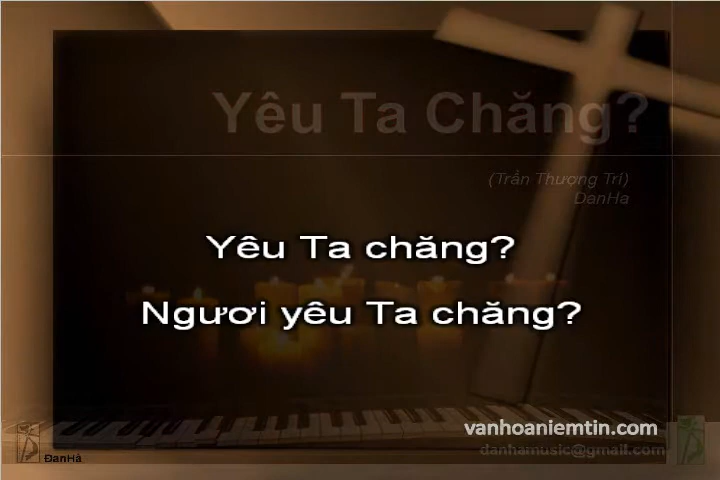 Yêu Ta Chăng?
(Trần Thượng Trí)
ĐanHa
Yêu Ta chăng?
Ngươi yêu Ta chăng?
vanhoaniemtin.com
danhamusic@gmail.com
ĐanHà